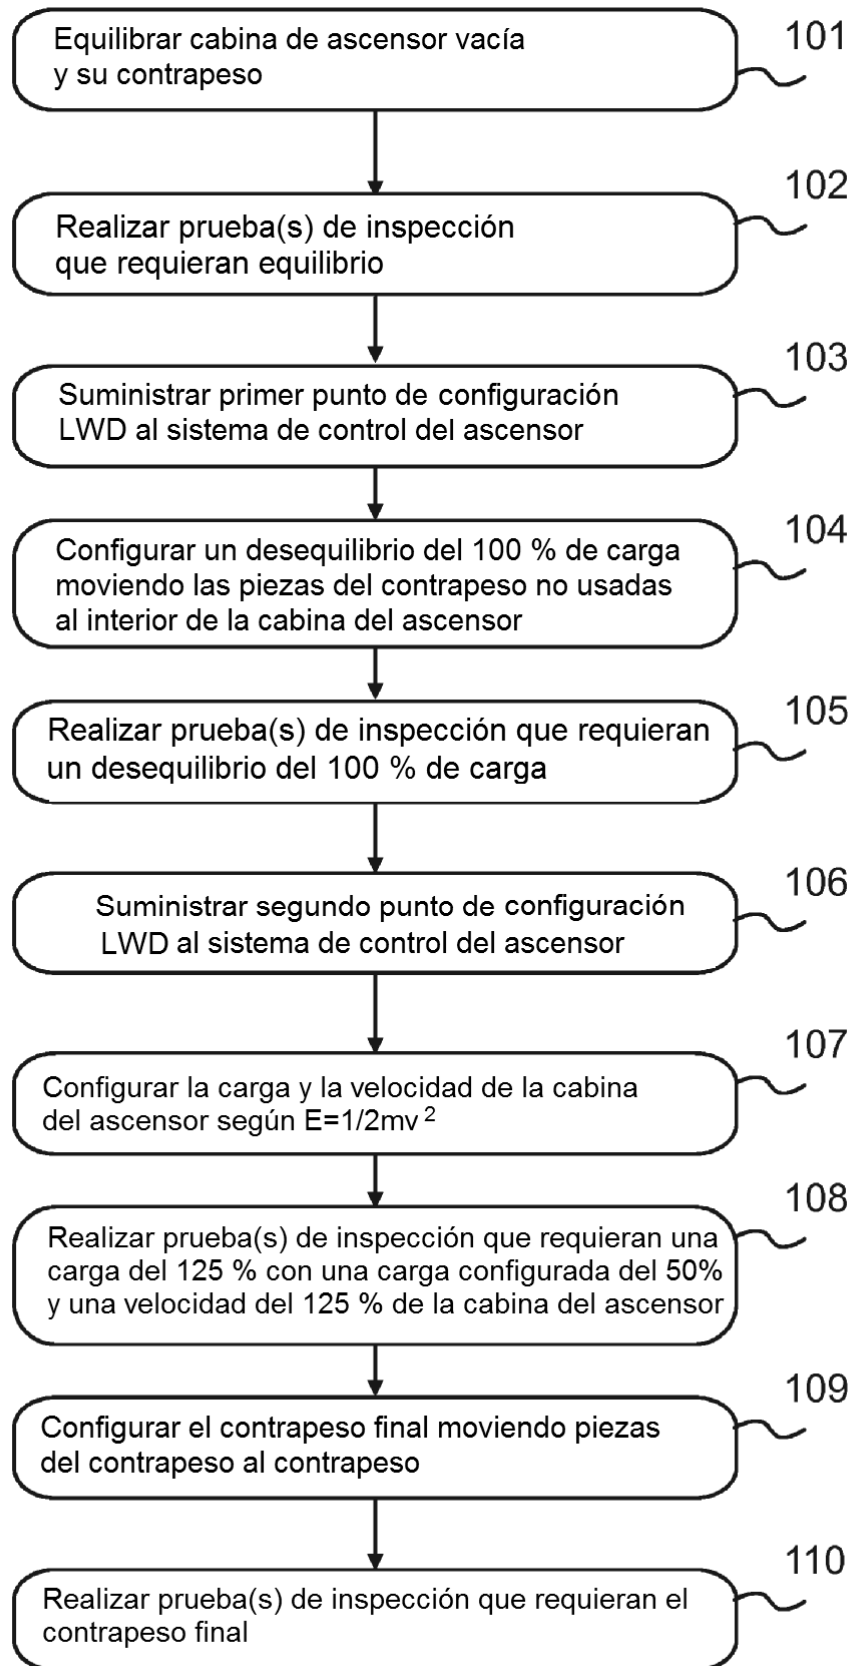 101
Equilibrar cabina de ascensor vacía
y su contrapeso
102
Realizar prueba(s) de inspección
que requieran equilibrio
103
Suministrar primer punto de configuración
LWD al sistema de control del ascensor
104
Configurar un desequilibrio del 100 % de carga
moviendo las piezas del contrapeso no usadas
al interior de la cabina del ascensor
105
Realizar prueba(s) de inspección que requieran
un desequilibrio del 100 % de carga
106
Suministrar segundo punto de configuración
LWD al sistema de control del ascensor
107
Configurar la carga y la velocidad de la cabina
del ascensor según E=1/2mv²
108
Realizar prueba(s) de inspección que requieran una
carga del 125 % con una carga configurada del 50%
y una velocidad del 125 % de la cabina del ascensor
109
Configurar el contrapeso final moviendo piezas
del contrapeso al contrapeso
110
Realizar prueba(s) de inspección que requieran el
contrapeso final